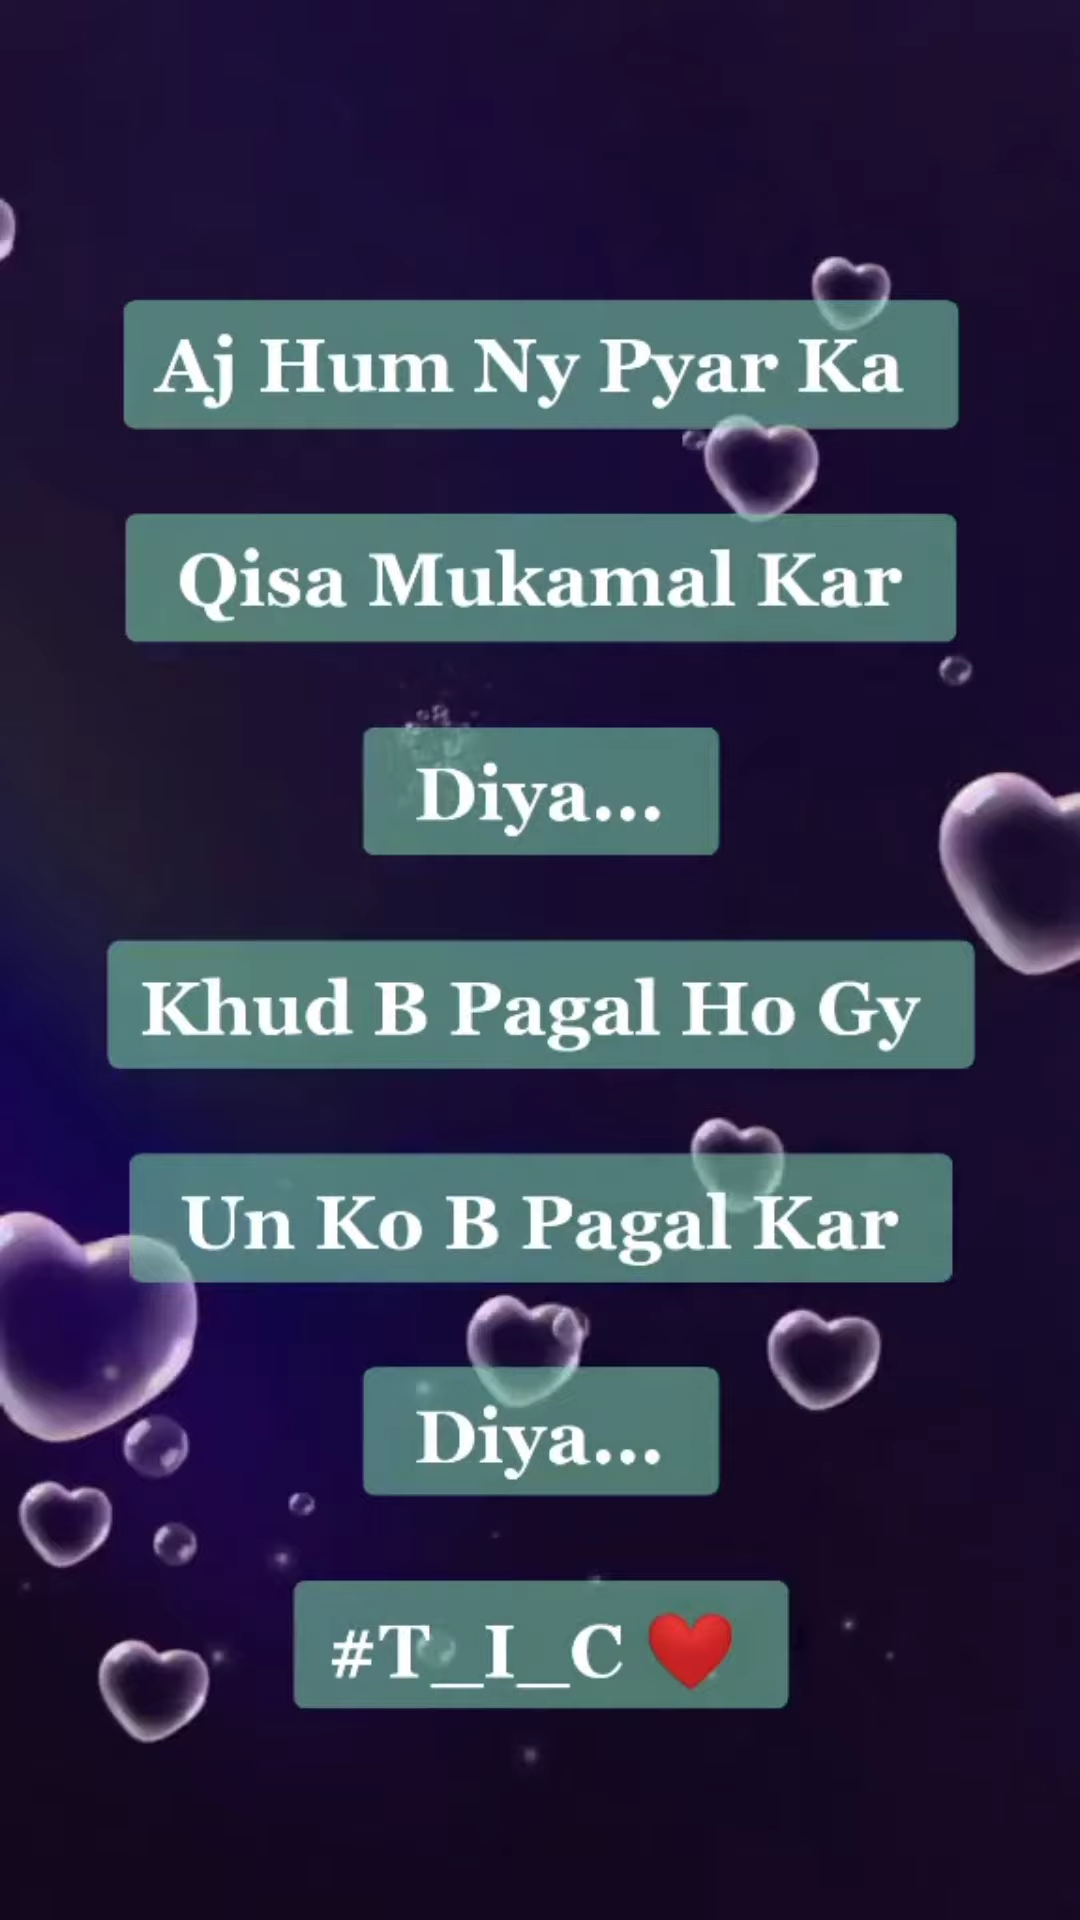 Aj Hum Ny Pyar Ka
Qisa Mukamal Kar
Diya...
Khud B Pagal Ho Gy
Un Ko B Pagal Kar
Diya...
#T_I_C ❤️